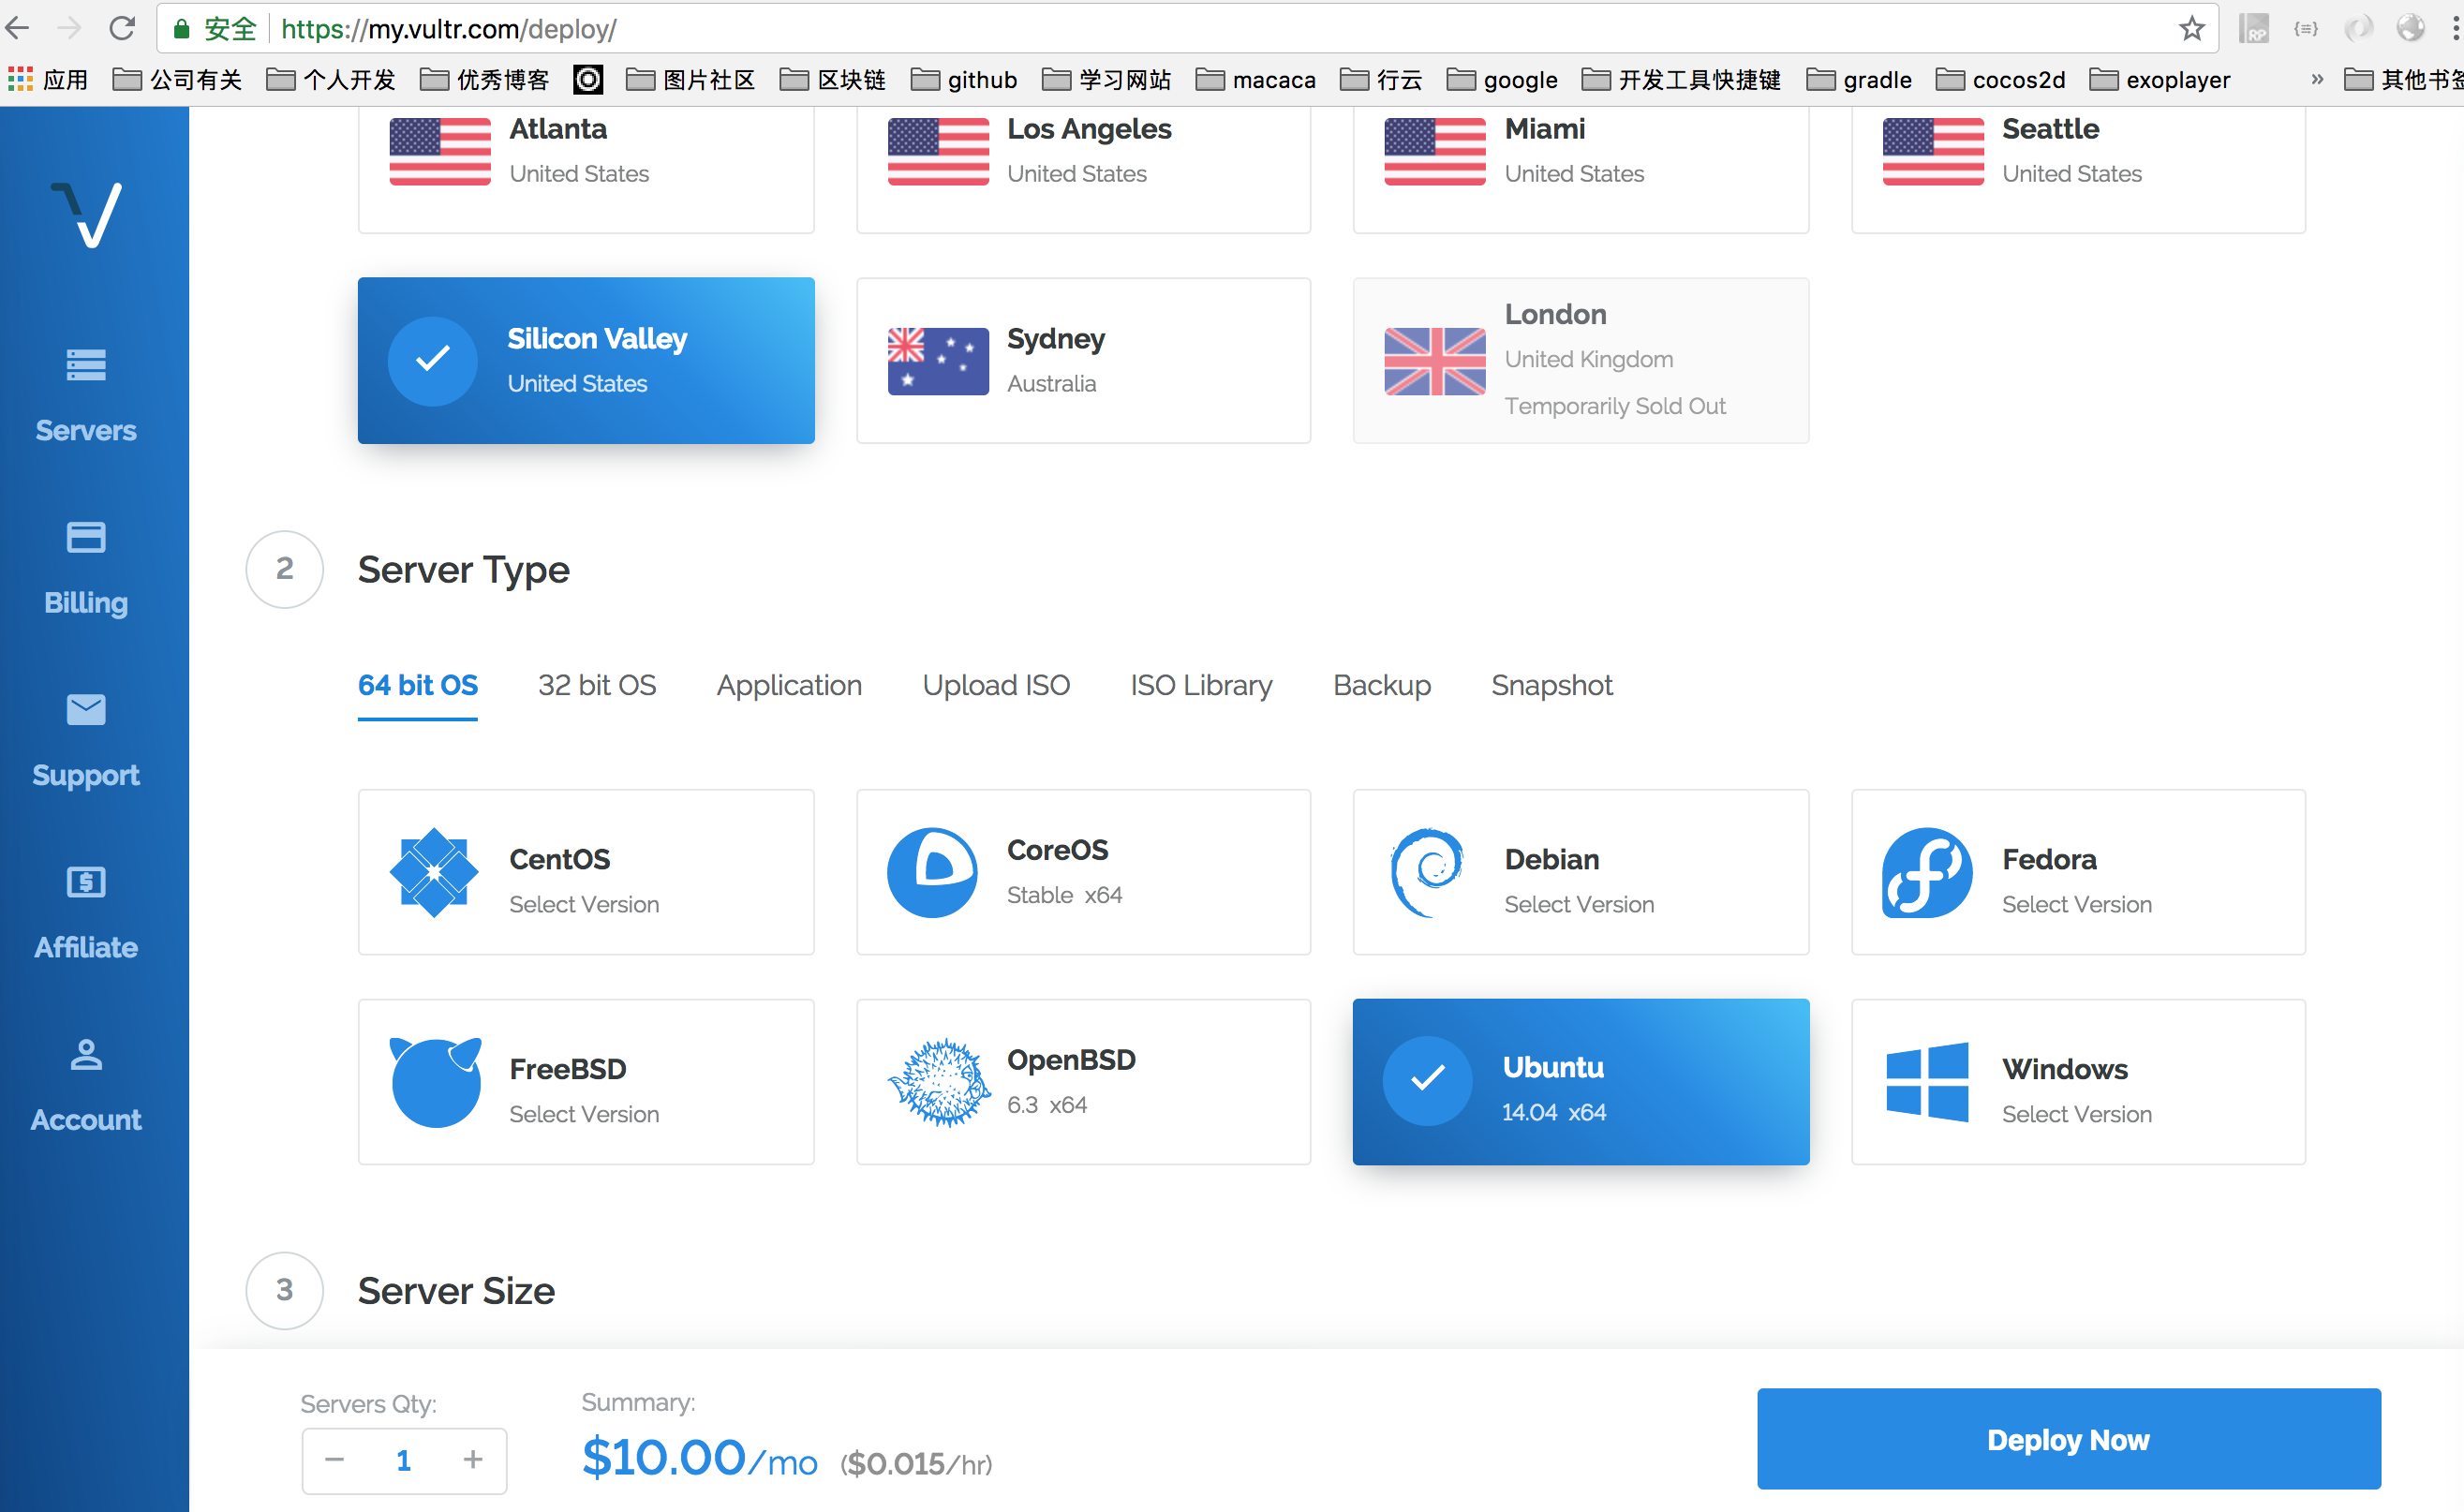 安全 https://my.vultr.com/deploy/
应用 公司有关 个人开发 优秀博客 图片社区 区块链 github 学习网站 macaca 行云 google 开发工具快捷键 gradle cocos2d exoplayer » 其他书签
Atlanta
United States
Los Angeles
United States
Miami
United States
Seattle
United States
Silicon Valley
United States
Sydney
Australia
London
United Kingdom
Temporarily Sold Out
Servers
Billing
Support
Affiliate
Account
2 Server Type
64 bit OS 32 bit OS Application Upload ISO ISO Library Backup Snapshot
CentOS
Select Version
CoreOS
Stable x64
Debian
Select Version
Fedora
Select Version
FreeBSD
Select Version
OpenBSD
6.3 x64
Ubuntu
14.04 x64
Windows
Select Version
3 Server Size
Servers Qty:
− 1 +
Summary:
$10.00/mo ($0.015/hr)
Deploy Now